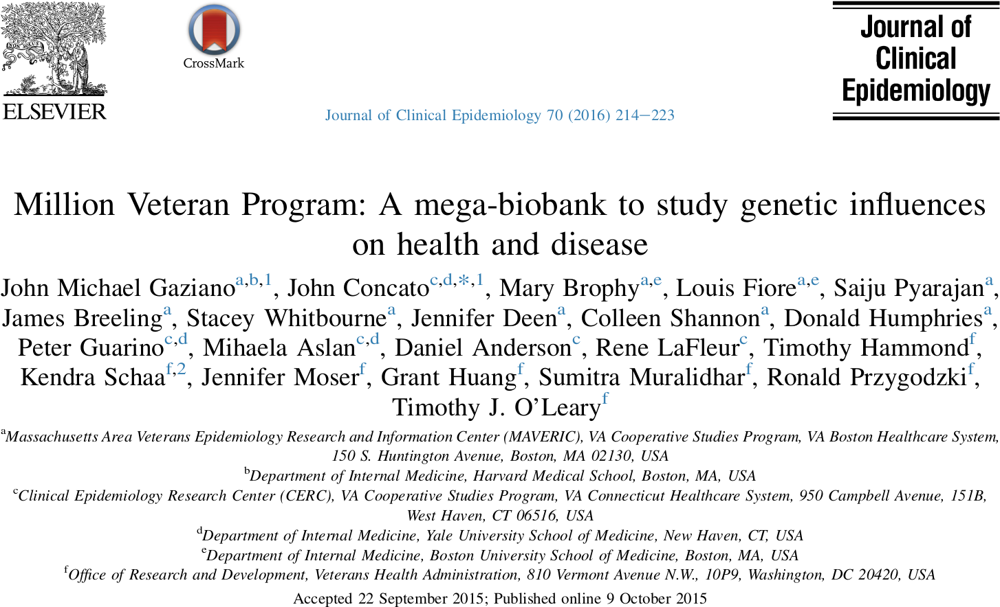 NON SOLUS
ELSEVIER
CrossMark
Journal of
Clinical
Epidemiology
Journal of Clinical Epidemiology 70 (2016) 214–223
Million Veteran Program: A mega-biobank to study genetic influences
on health and disease
John Michael Gaziano^a,b,1, John Concato^c,d,*,1, Mary Brophy^a,e, Louis Fiore^a,e, Saiju Pyarajan^a,
James Breeling^a, Stacey Whitbourne^a, Jennifer Deen^a, Colleen Shannon^a, Donald Humphries^a,
Peter Guarino^c,d, Mihaela Aslan^c,d, Daniel Anderson^c, Rene LaFleur^c, Timothy Hammond^f,
Kendra Schaa^f,2, Jennifer Moser^f, Grant Huang^f, Sumitra Muralidhar^f, Ronald Przygodzki^f,
Timothy J. O'Leary^f
^aMassachusetts Area Veterans Epidemiology Research and Information Center (MAVERIC), VA Cooperative Studies Program, VA Boston Healthcare System,
150 S. Huntington Avenue, Boston, MA 02130, USA
^bDepartment of Internal Medicine, Harvard Medical School, Boston, MA, USA
^cClinical Epidemiology Research Center (CERC), VA Cooperative Studies Program, VA Connecticut Healthcare System, 950 Campbell Avenue, 151B,
West Haven, CT 06516, USA
^dDepartment of Internal Medicine, Yale University School of Medicine, New Haven, CT, USA
^eDepartment of Internal Medicine, Boston University School of Medicine, Boston, MA, USA
^fOffice of Research and Development, Veterans Health Administration, 810 Vermont Avenue N.W., 10P9, Washington, DC 20420, USA
Accepted 22 September 2015; Published online 9 October 2015